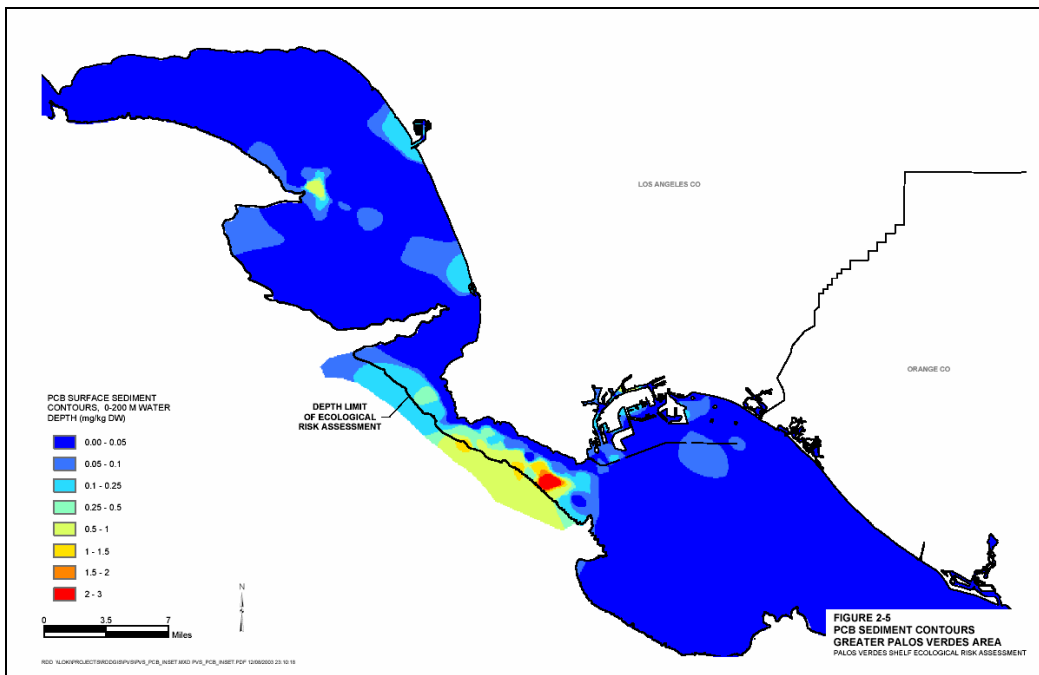 LOS ANGELES CO
ORANGE CO
DEPTH LIMIT
OF ECOLOGICAL
RISK ASSESSMENT
PCB SURFACE SEDIMENT
CONTOURS, 0-200 M WATER
DEPTH (mg/kg DW)
0.00 - 0.05
0.05 - 0.1
0.1 - 0.25
0.25 - 0.5
0.5 - 1
1 - 1.5
1.5 - 2
2 - 3
N
0 3.5 7
Miles
FIGURE 2-5
PCB SEDIMENT CONTOURS
GREATER PALOS VERDES AREA
PALOS VERDES SHELF ECOLOGICAL RISK ASSESSMENT